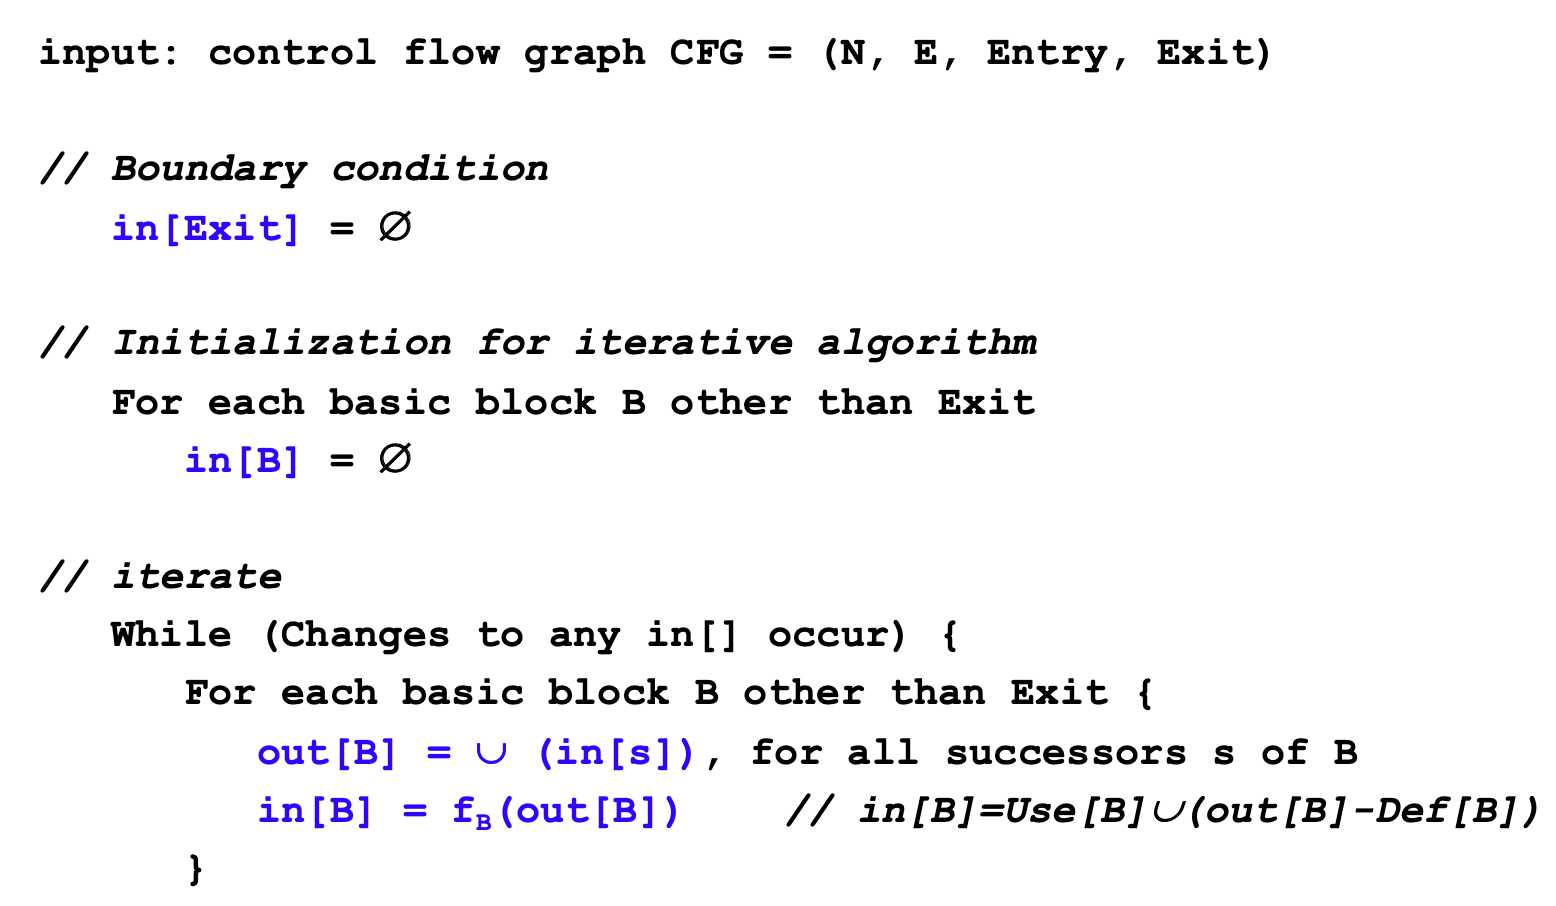 input: control flow graph CFG = (N, E, Entry, Exit)
// Boundary condition
in[Exit] = ∅
// Initialization for iterative algorithm
For each basic block B other than Exit
in[B] = ∅
// iterate
While (Changes to any in[] occur) {
For each basic block B other than Exit {
out[B] = ∪ (in[s]), for all successors s of B
in[B] = f_B(out[B]) // in[B]=Use[B]∪(out[B]-Def[B])
}